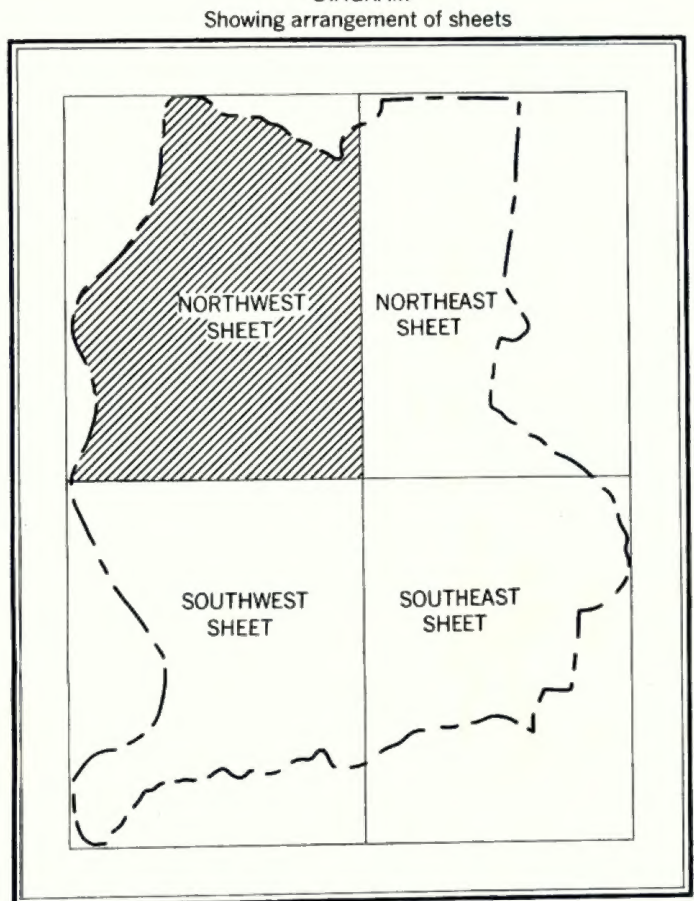 Showing arrangement of sheets
NORTHWEST
SHEET
NORTHEAST
SHEET
SOUTHWEST
SHEET
SOUTHEAST
SHEET